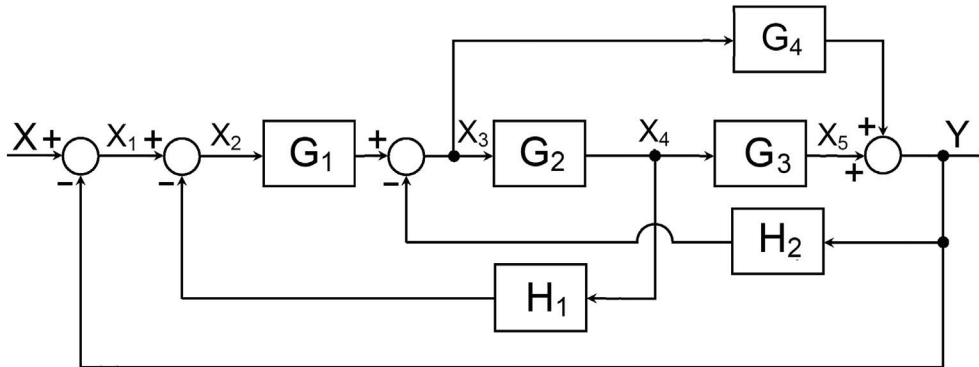 G₄
X + X₁ + X₂ G₁ + X₃ G₂ X₄ G₃ X₅ + + Y
− − −
H₂
H₁